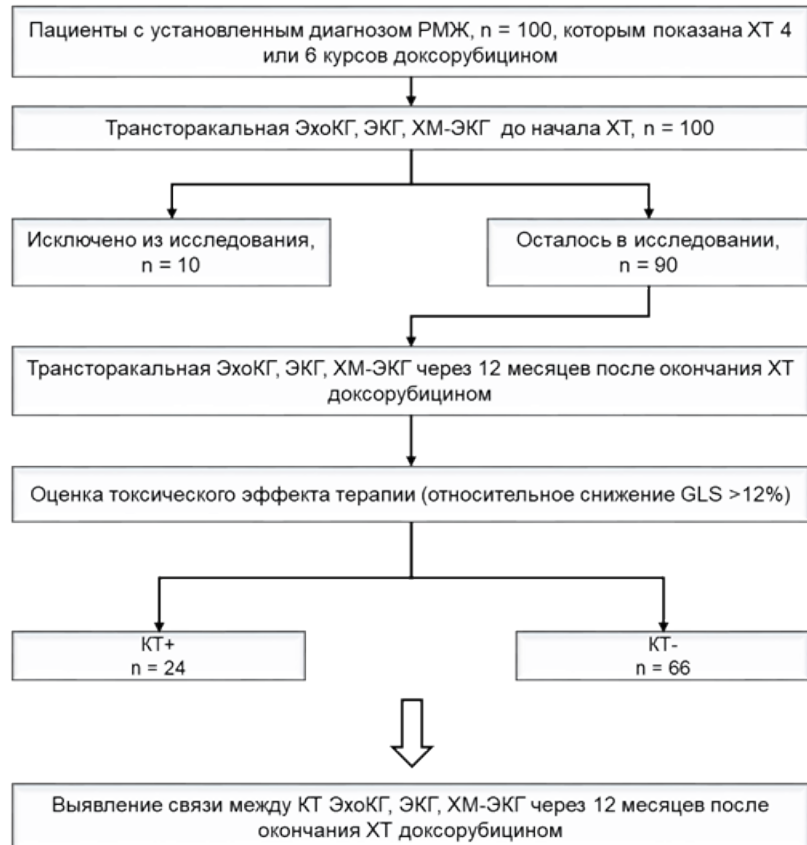 Пациенты с установленным диагнозом РМЖ, n = 100, которым показана ХТ 4
или 6 курсов доксорубицином
Трансторакальная ЭхоКГ, ЭКГ, ХМ-ЭКГ до начала ХТ, n = 100
Исключено из исследования,
n = 10
Осталось в исследовании,
n = 90
Трансторакальная ЭхоКГ, ЭКГ, ХМ-ЭКГ через 12 месяцев после окончания ХТ
доксорубицином
Оценка токсического эффекта терапии (относительное снижение GLS >12%)
КТ+
n = 24
КТ-
n = 66
Выявление связи между КТ ЭхоКГ, ЭКГ, ХМ-ЭКГ через 12 месяцев после
окончания ХТ доксорубицином